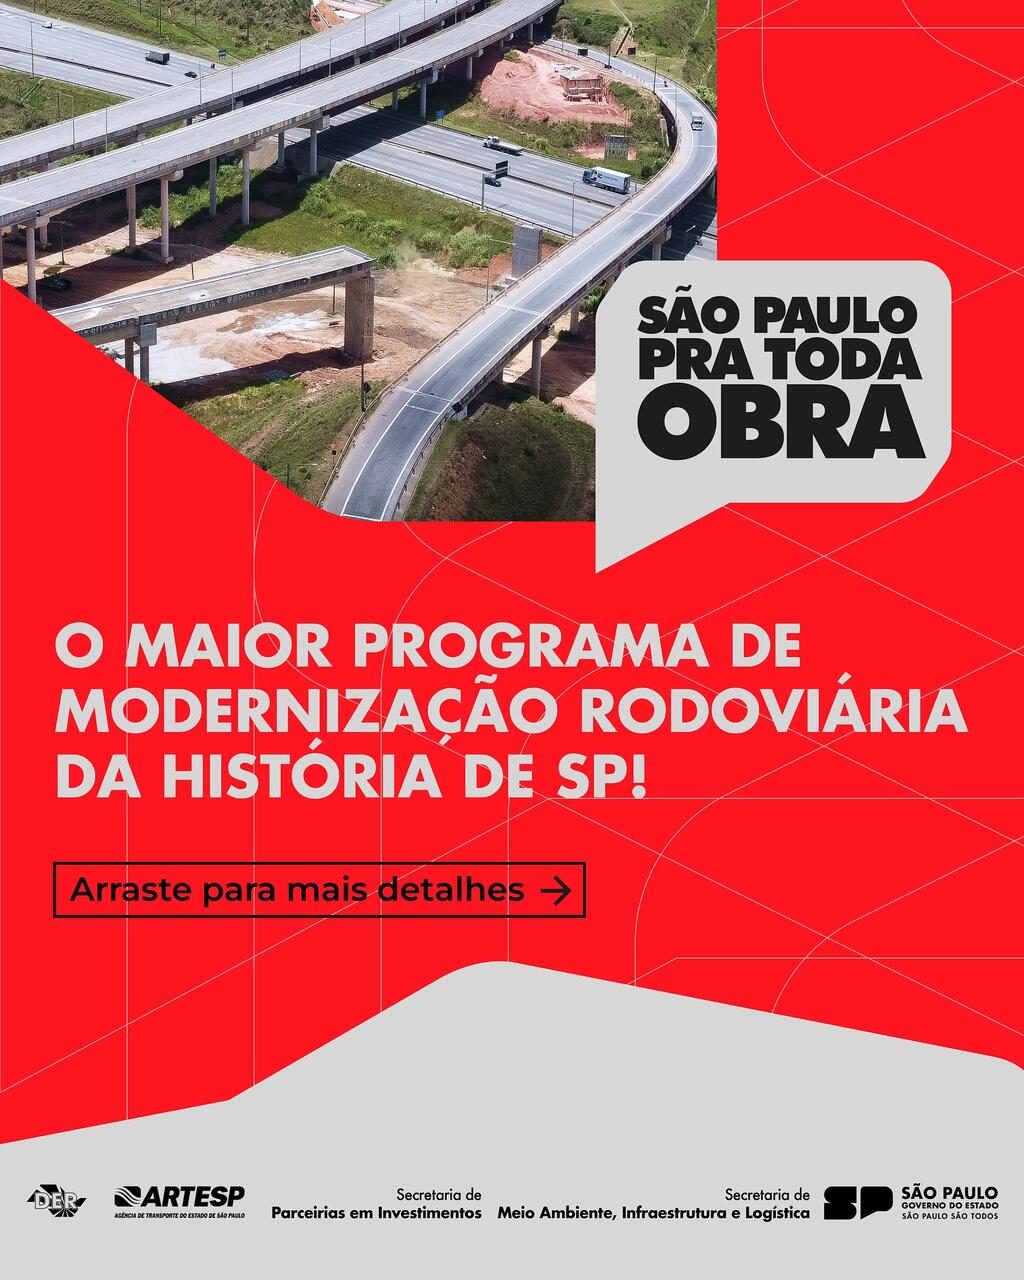 SÃO PAULO
PRA TODA
OBRA
O MAIOR PROGRAMA DE
MODERNIZAÇÃO RODOVIÁRIA
DA HISTÓRIA DE SP!
Arraste para mais detalhes →
DER
ARTESP
AGÊNCIA DE TRANSPORTE DO ESTADO DE SÃO PAULO
Secretaria de
Parceirias em Investimentos
Secretaria de
Meio Ambiente, Infraestrutura e Logística
SP
SÃO PAULO
GOVERNO DO ESTADO
SÃO PAULO SÃO TODOS